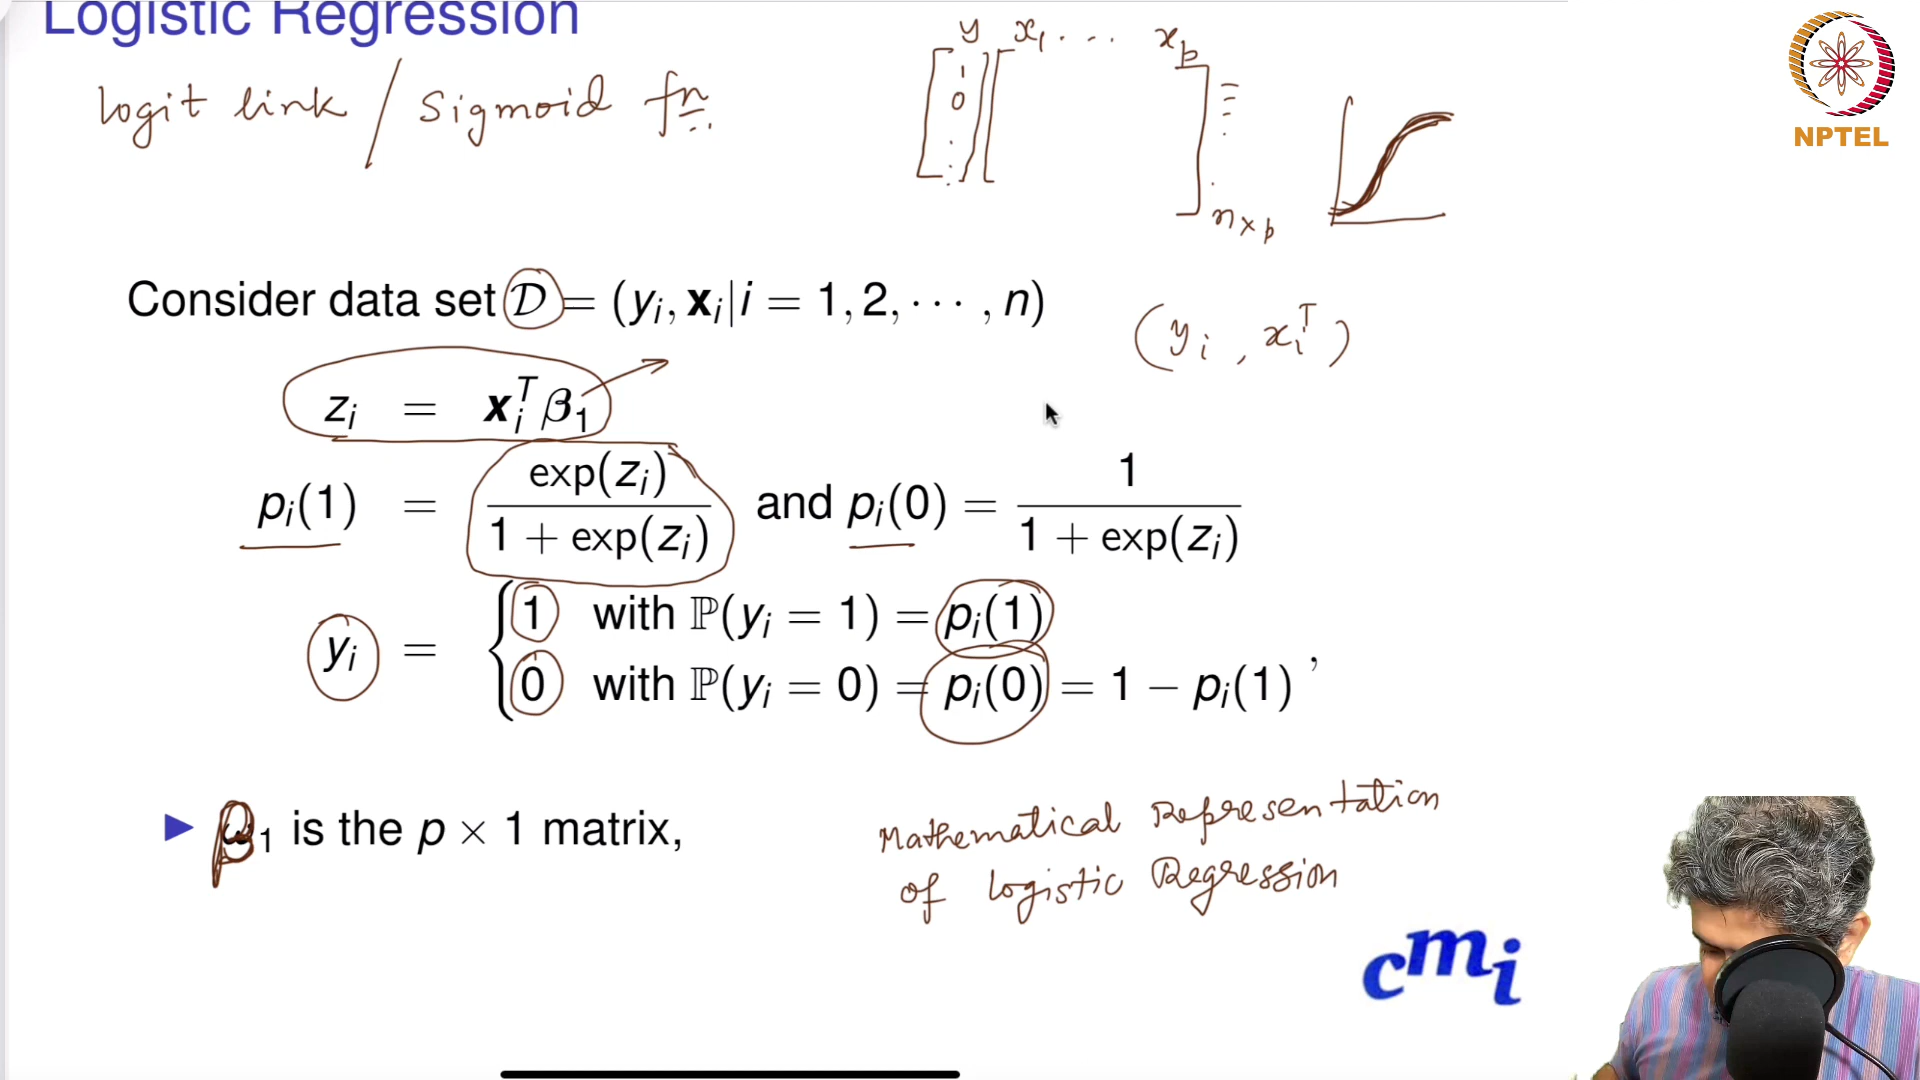 Logistic Regression
y x₁ . . . xₚ
logit link / Sigmoid fn
1
0
n×p
NPTEL
Consider data set 𝒟 = (yᵢ, 𝐱ᵢ|i = 1, 2, ⋯ , n)
(yᵢ , xᵢᵀ)
zᵢ = 𝐱ᵢᵀβ₁
pᵢ(1) = exp(zᵢ) / 1 + exp(zᵢ) and pᵢ(0) = 1 / 1 + exp(zᵢ)
yᵢ = { 1 with ℙ(yᵢ = 1) = pᵢ(1)
0 with ℙ(yᵢ = 0) = pᵢ(0) = 1 − pᵢ(1) ,
▶ β₁ is the p × 1 matrix,
Mathematical Representation
of Logistic Regression
cmi